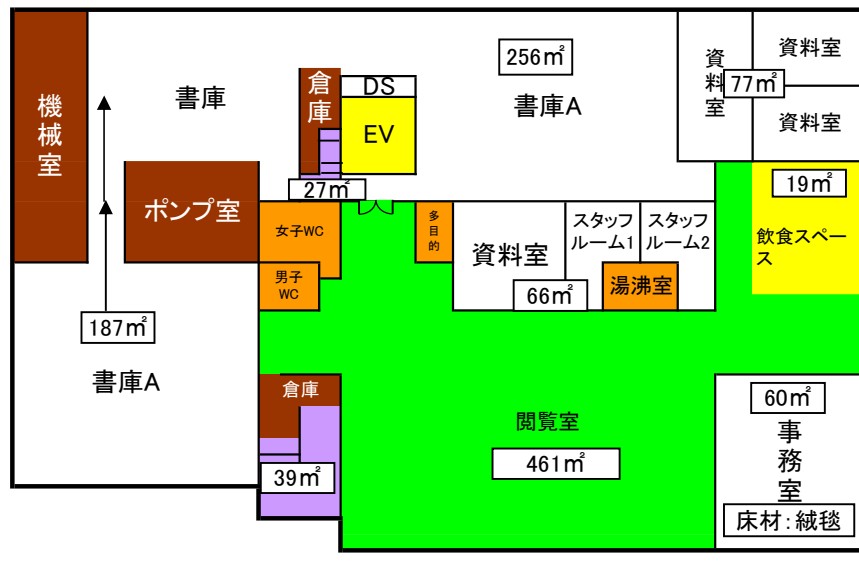 256㎡
資料室
資料室
77㎡
資料室
機械室
書庫
倉庫
DS
EV
書庫A
27㎡
19㎡
ポンプ室
女子WC
多目的
資料室
スタッフ
ルーム1
スタッフ
ルーム2
飲食スペー
ス
男子
WC
湯沸室
66㎡
187㎡
書庫A
倉庫
60㎡
閲覧室
事務室
39㎡
461㎡
床材:絨毯